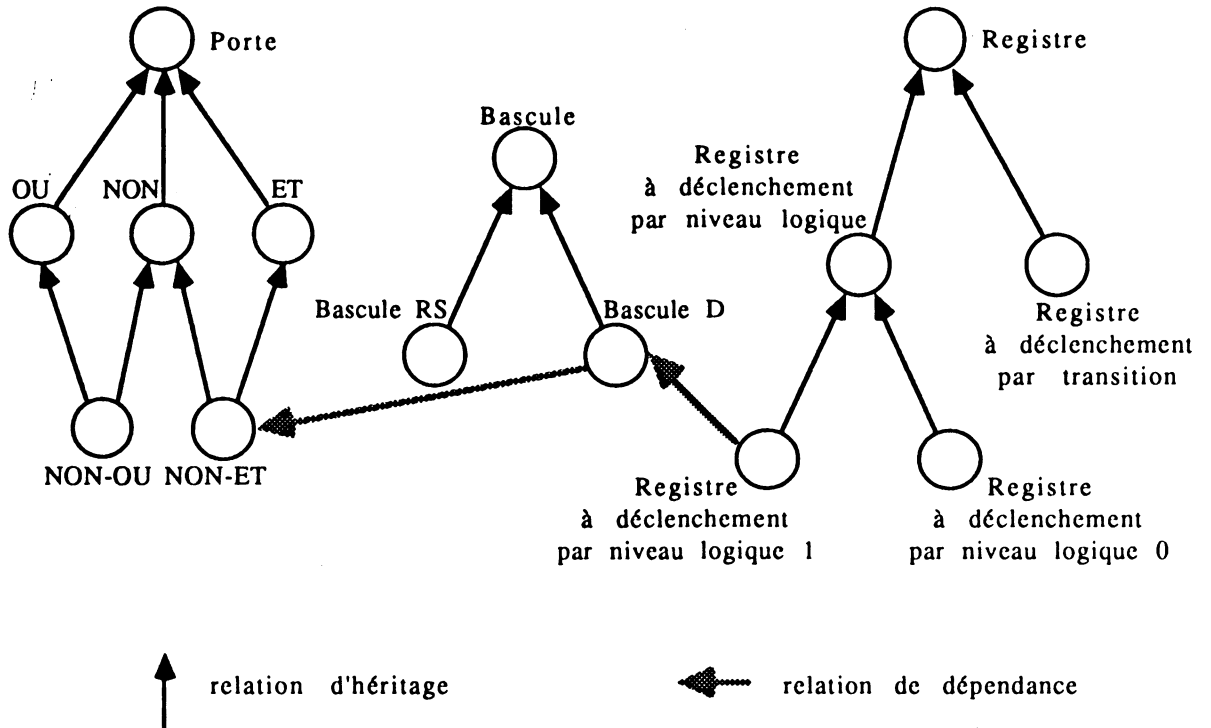 Porte
Registre
Bascule
OU
NON
ET
Registre
à déclenchement
par niveau logique
Bascule RS
Bascule D
Registre
à déclenchement
par transition
NON-OU
NON-ET
Registre
à déclenchement
par niveau logique 1
Registre
à déclenchement
par niveau logique 0
relation d'héritage
relation de dépendance